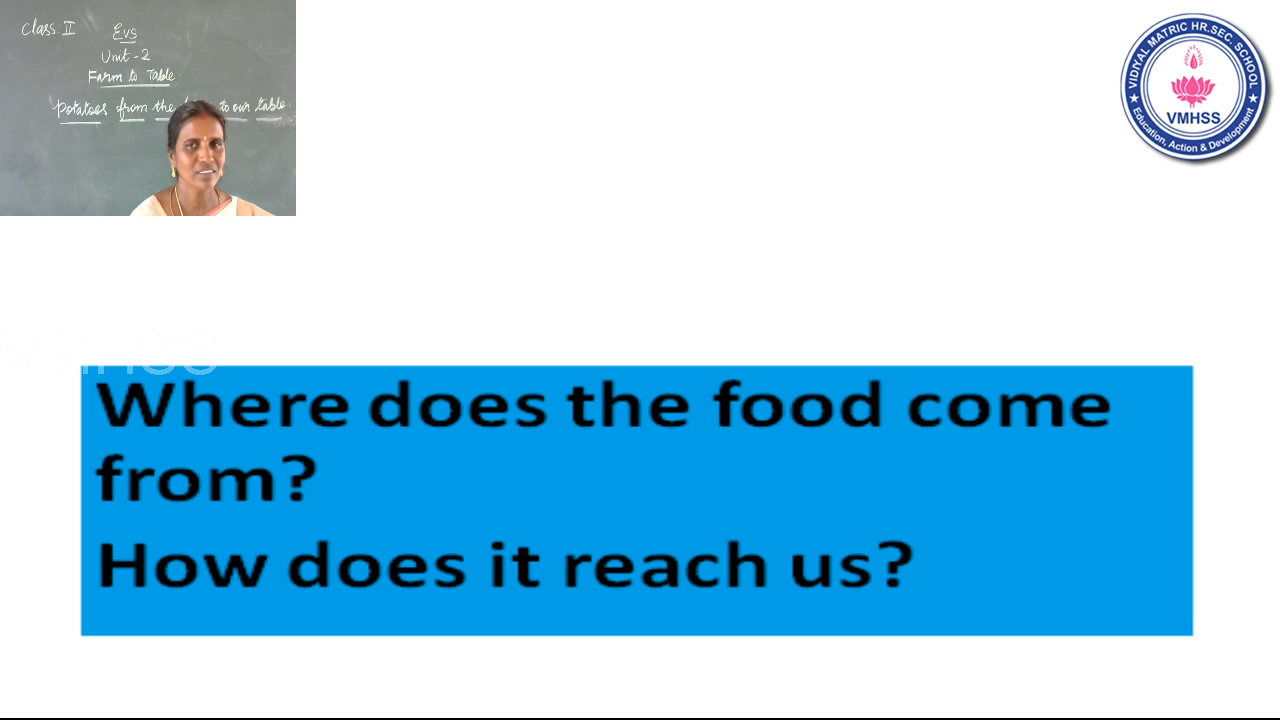 Class II
Evs
Unit - 2
Farm to Table
Potatoes from the to our table.
VIDIYAL MATRIC HR.SEC. SCHOOL
VMHSS
★ Education, Action & Development ★
VMHSS
Where does the food come
from?
How does it reach us?